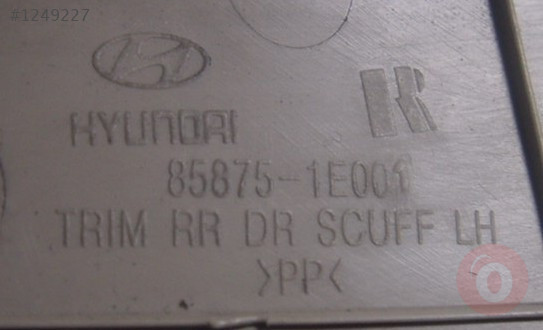 #1249227
HYUNDAI
R
85875-1E001
TRIM RR DR SCUFF LH
>PP<